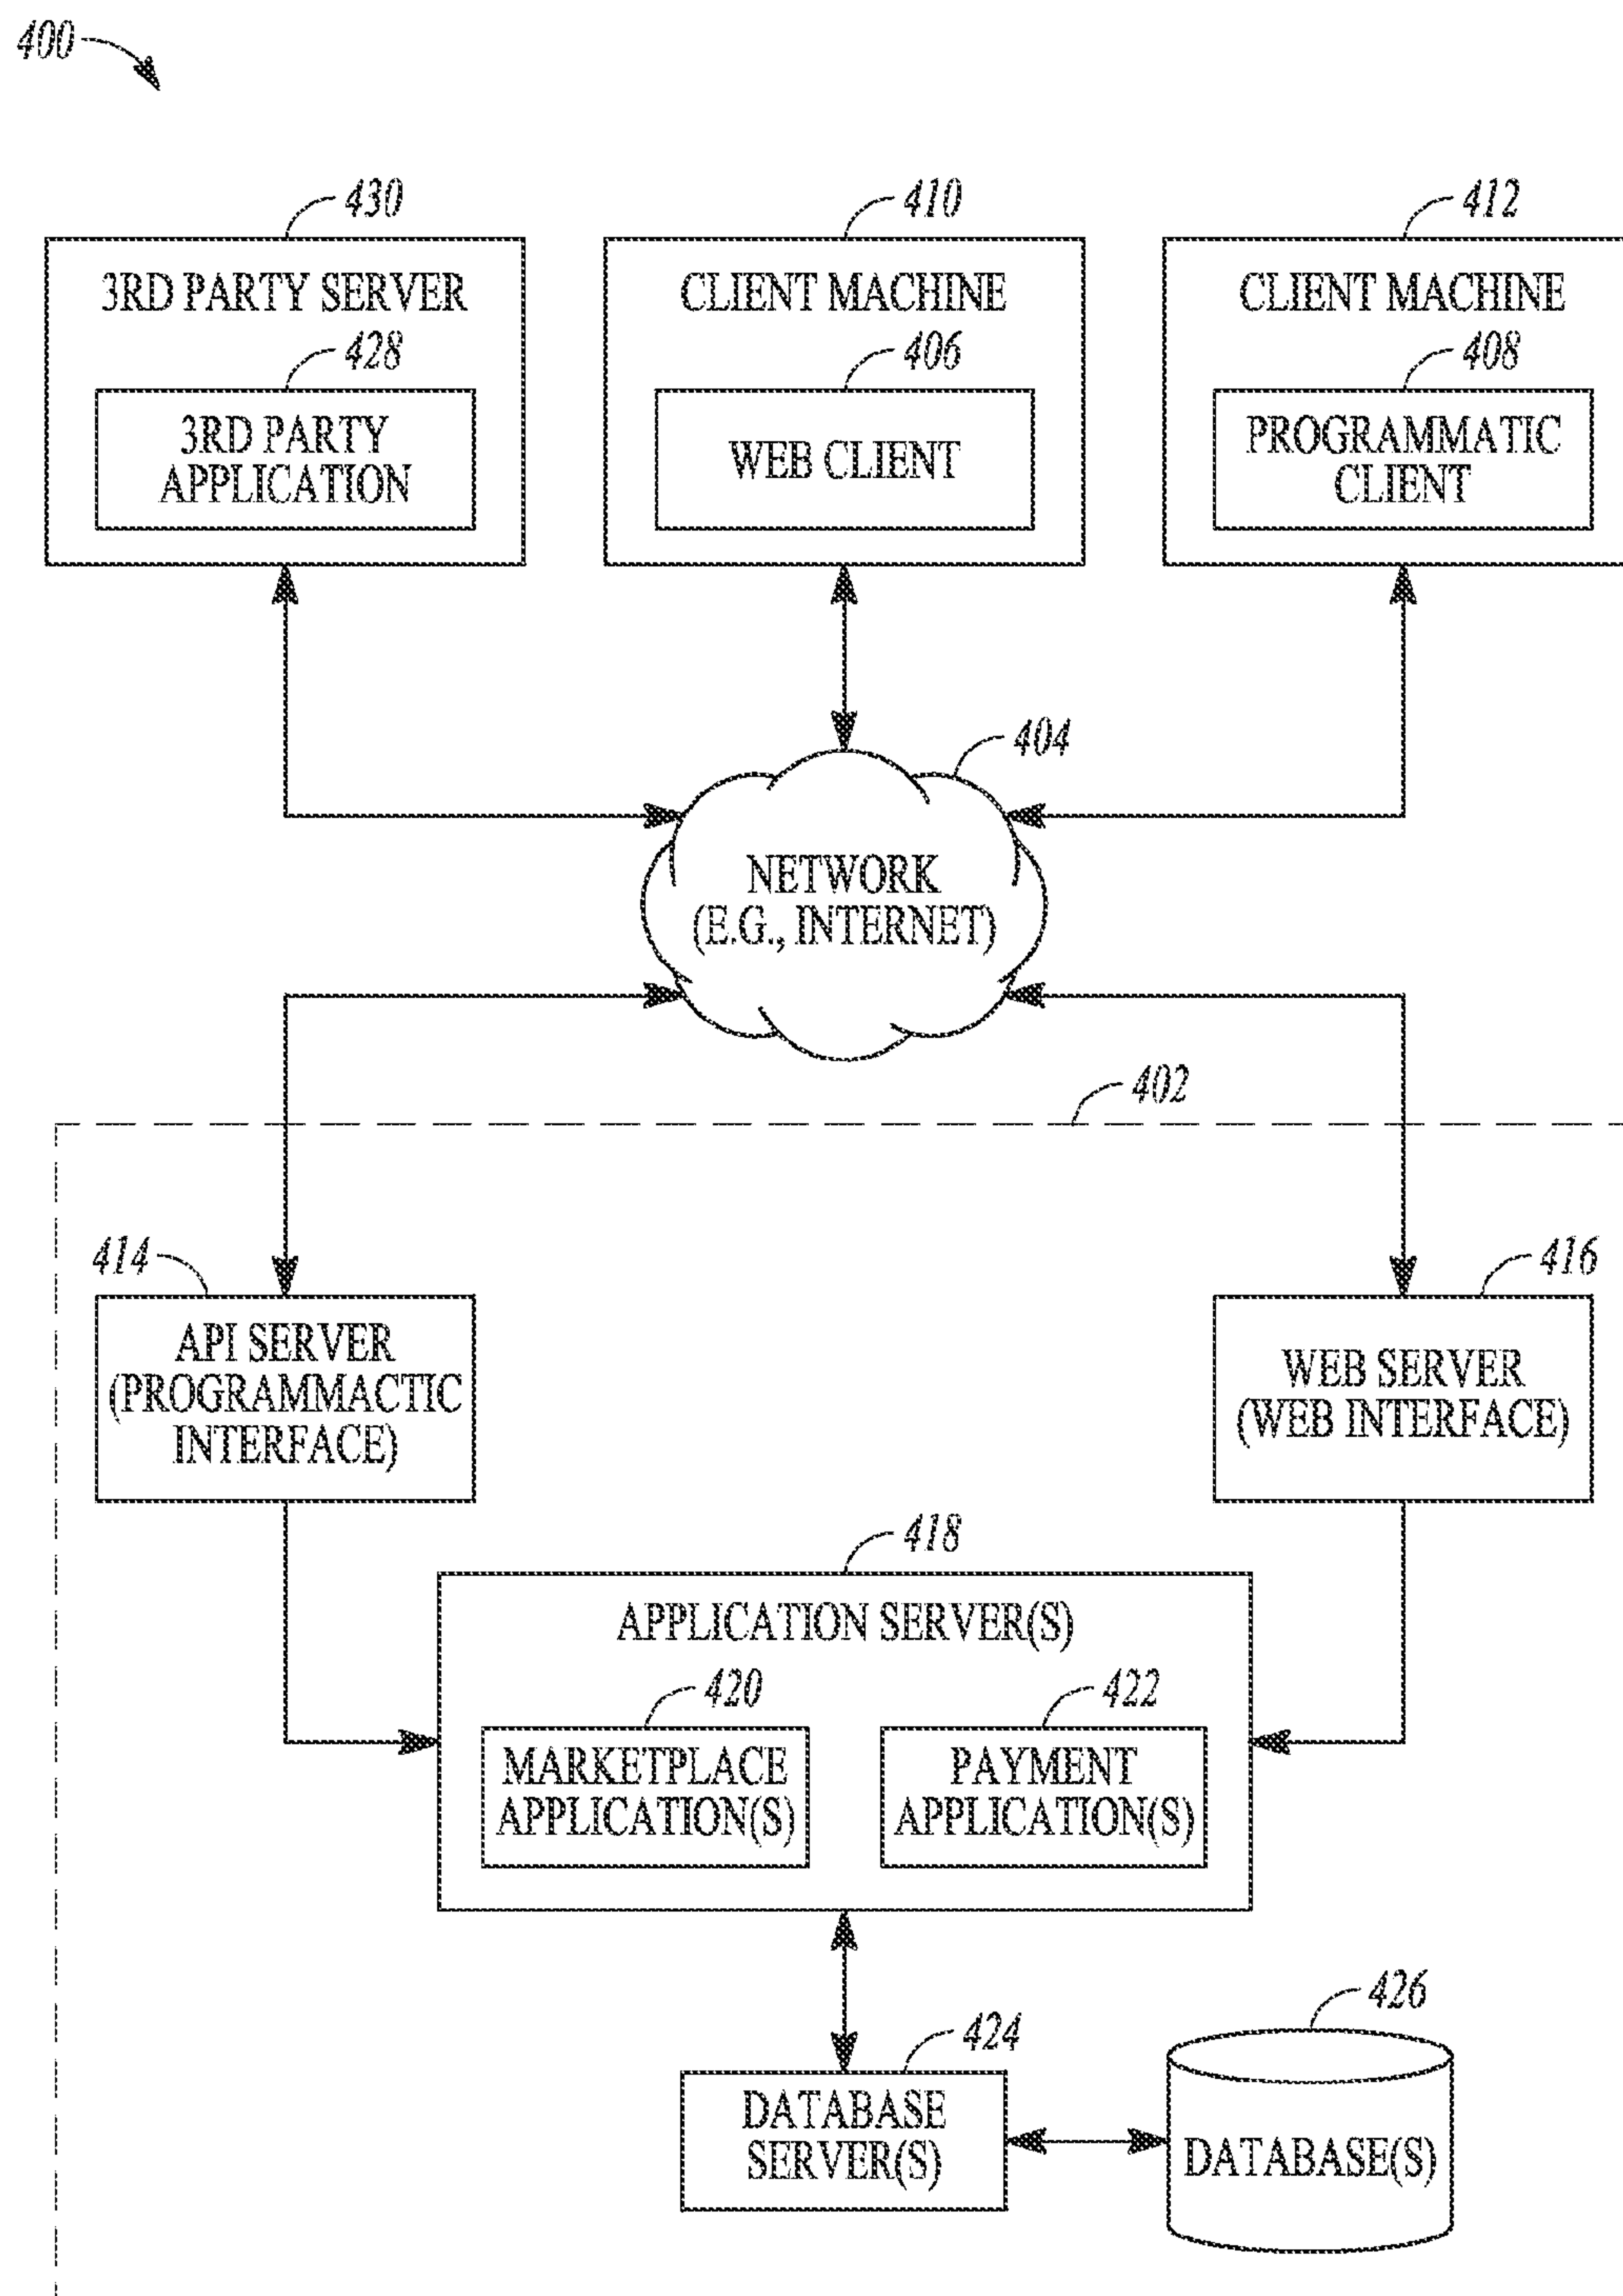 400
430
3RD PARTY SERVER
428
3RD PARTY
APPLICATION
410
CLIENT MACHINE
406
WEB CLIENT
412
CLIENT MACHINE
408
PROGRAMMATIC
CLIENT
404
NETWORK
(E.G., INTERNET)
402
414
API SERVER
(PROGRAMMACTIC
INTERFACE)
416
WEB SERVER
(WEB INTERFACE)
418
APPLICATION SERVER(S)
420
MARKETPLACE
APPLICATION(S)
422
PAYMENT
APPLICATION(S)
424
DATABASE
SERVER(S)
426
DATABASE(S)